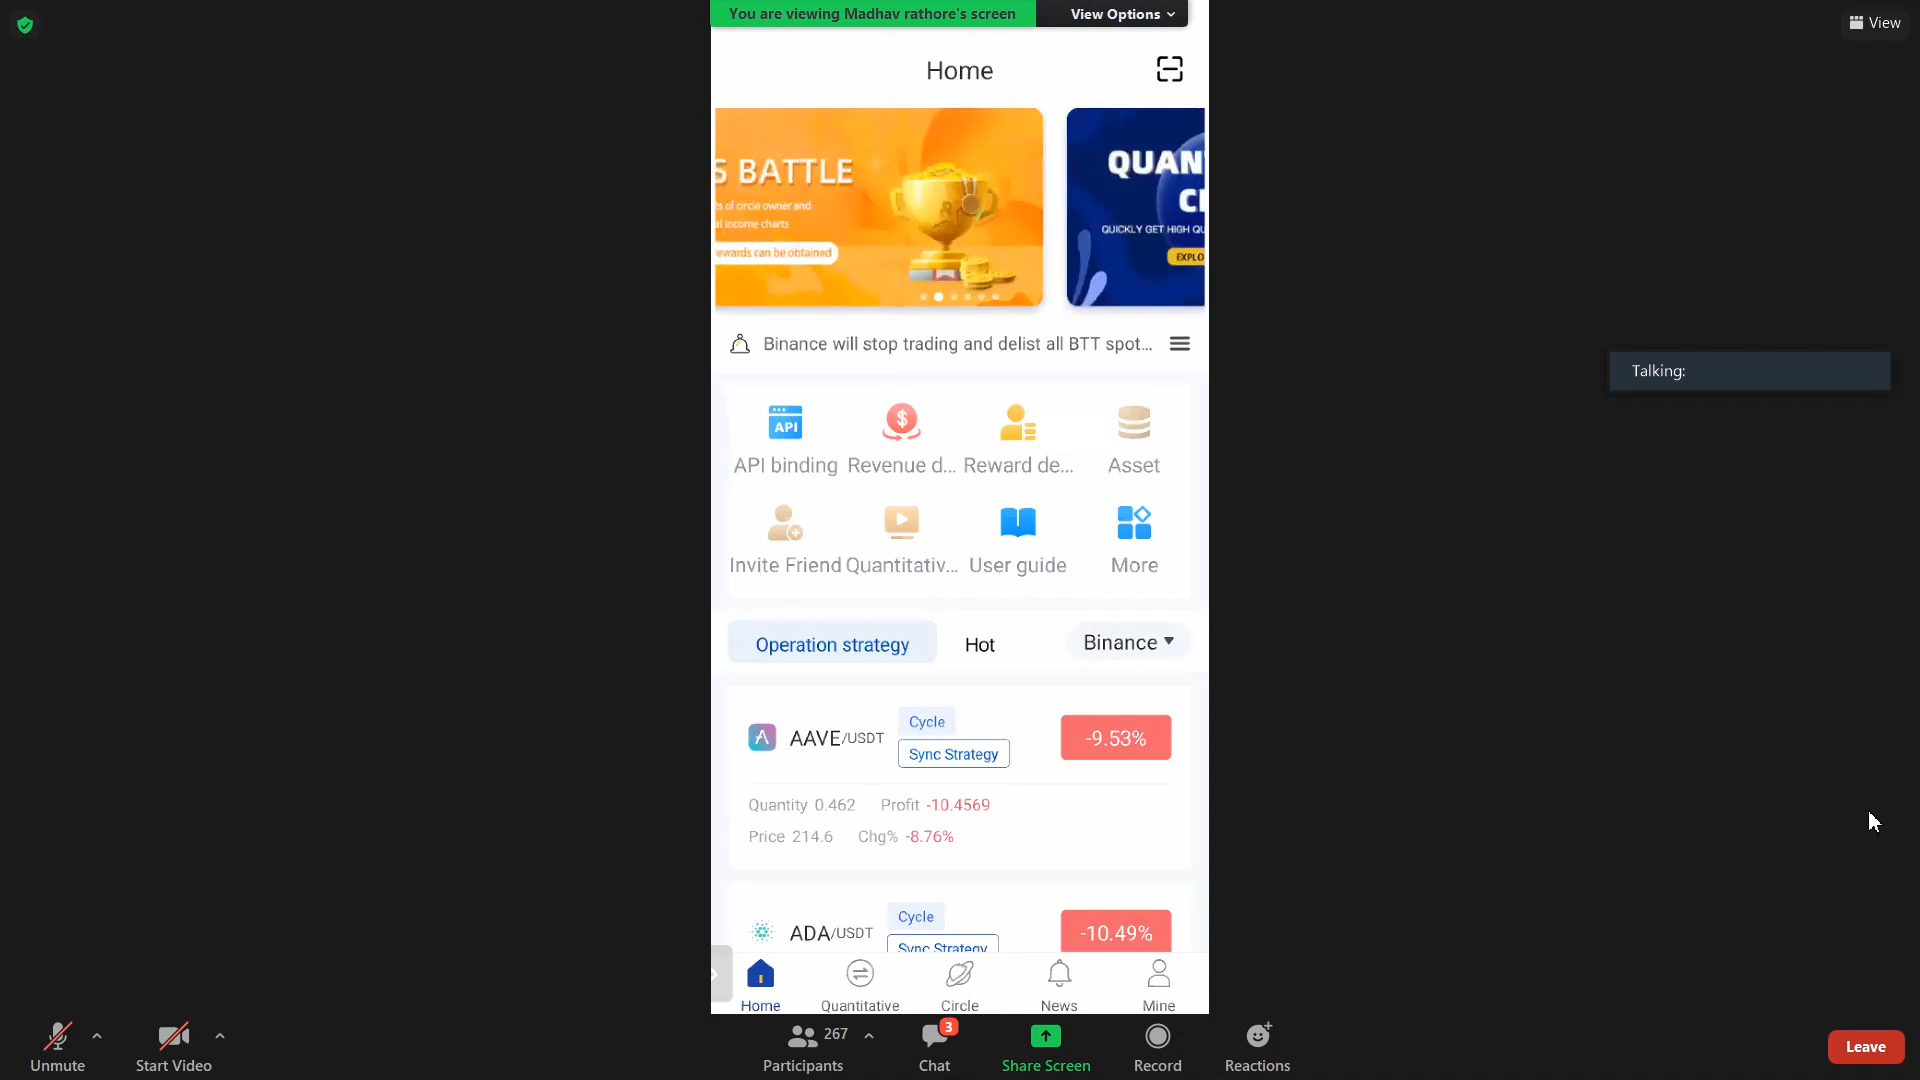 You are viewing Madhav rathore's screen
View Options
View
Home
S BATTLE
ts of circle owner and
al income charts
ewards can be obtained
QUAN
CI
QUICKLY GET HIGH QU
EXPLO
Binance will stop trading and delist all BTT spot...
Talking:
API
API binding
Revenue d...
Reward de...
Asset
Invite Friend
Quantitativ...
User guide
More
Operation strategy
Hot
Binance
AAVE/USDT
Cycle
Sync Strategy
-9.53%
Quantity 0.462 Profit -10.4569
Price 214.6 Chg% -8.76%
ADA/USDT
Cycle
Sync Strategy
-10.49%
Home
Quantitative
Circle
News
Mine
Unmute
Start Video
267
Participants
3
Chat
Share Screen
Record
Reactions
Leave